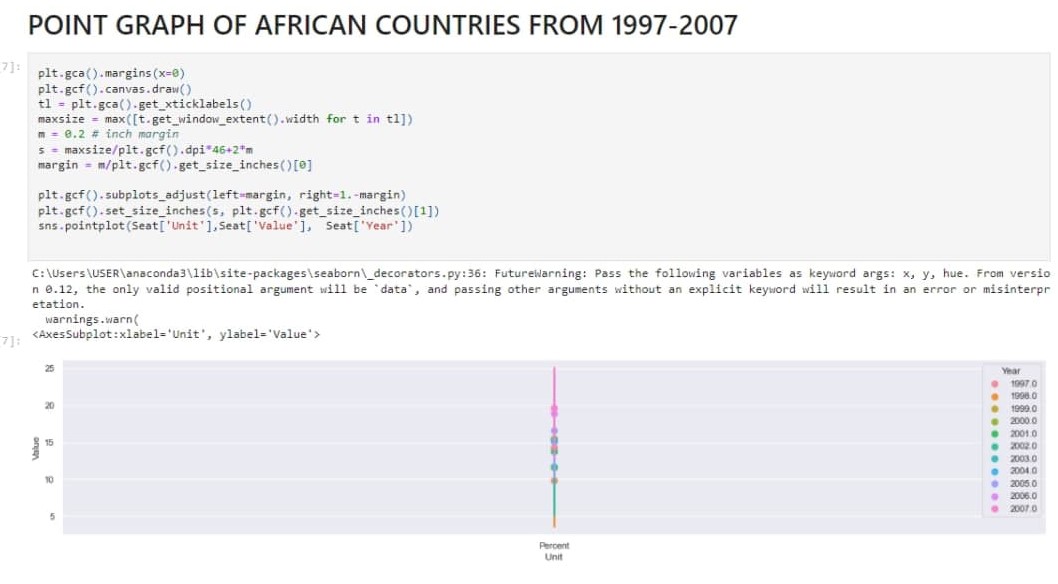 POINT GRAPH OF AFRICAN COUNTRIES FROM 1997-2007
7]:
plt.gca().margins(x=0)
plt.gcf().canvas.draw()
tl = plt.gca().get_xticklabels()
maxsize = max([t.get_window_extent().width for t in tl])
m = 0.2 # inch margin
s = maxsize/plt.gcf().dpi*46+2*m
margin = m/plt.gcf().get_size_inches()[0]
plt.gcf().subplots_adjust(left=margin, right=1.-margin)
plt.gcf().set_size_inches(s, plt.gcf().get_size_inches()[1])
sns.pointplot(Seat['Unit'],Seat['Value'], Seat['Year'])
C:\Users\USER\anaconda3\lib\site-packages\seaborn\_decorators.py:36: FutureWarning: Pass the following variables as keyword args: x, y, hue. From versio
n 0.12, the only valid positional argument will be `data`, and passing other arguments without an explicit keyword will result in an error or misinterpr
etation.
warnings.warn(
7]:
<AxesSubplot:xlabel='Unit', ylabel='Value'>
25
20
15
10
5
Value
Percent
Unit
Year
1997.0
1998.0
1999.0
2000.0
2001.0
2002.0
2003.0
2004.0
2005.0
2006.0
2007.0